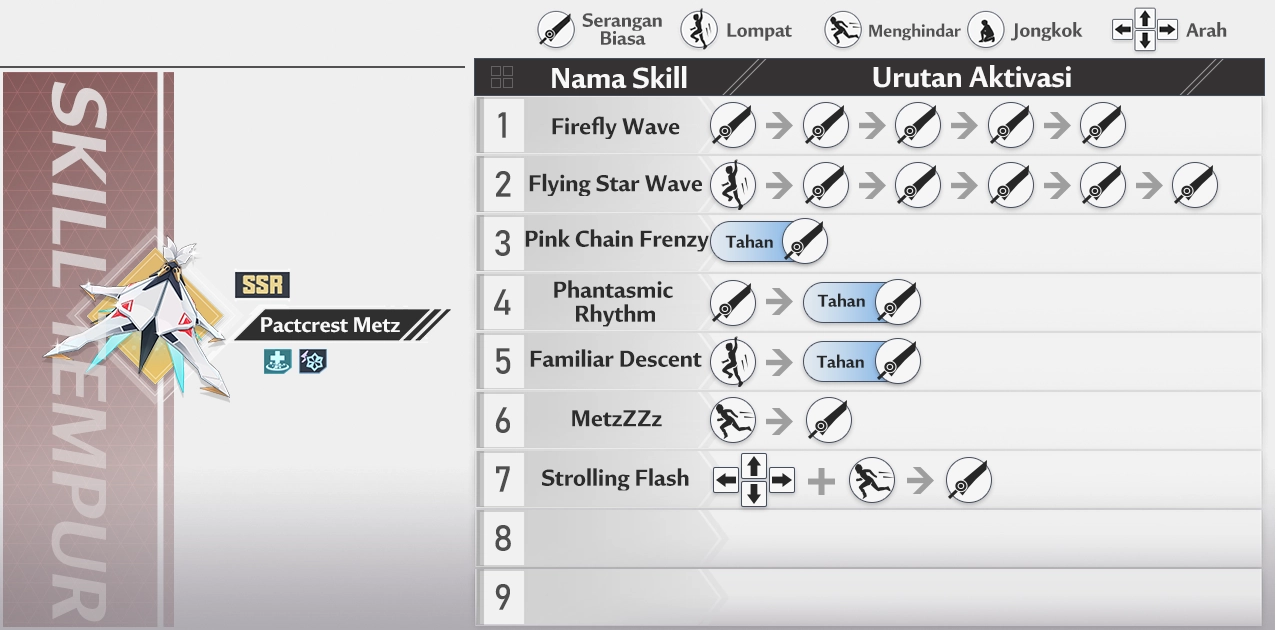 Serangan
Biasa
Lompat
Menghindar
Jongkok
Arah
SKILL TEMPUR
SSR
Pactcrest Metz
Nama Skill
Urutan Aktivasi
1 Firefly Wave
2 Flying Star Wave
3 Pink Chain Frenzy Tahan
4 Phantasmic
Rhythm Tahan
5 Familiar Descent Tahan
6 MetzZZz
7 Strolling Flash
8
9